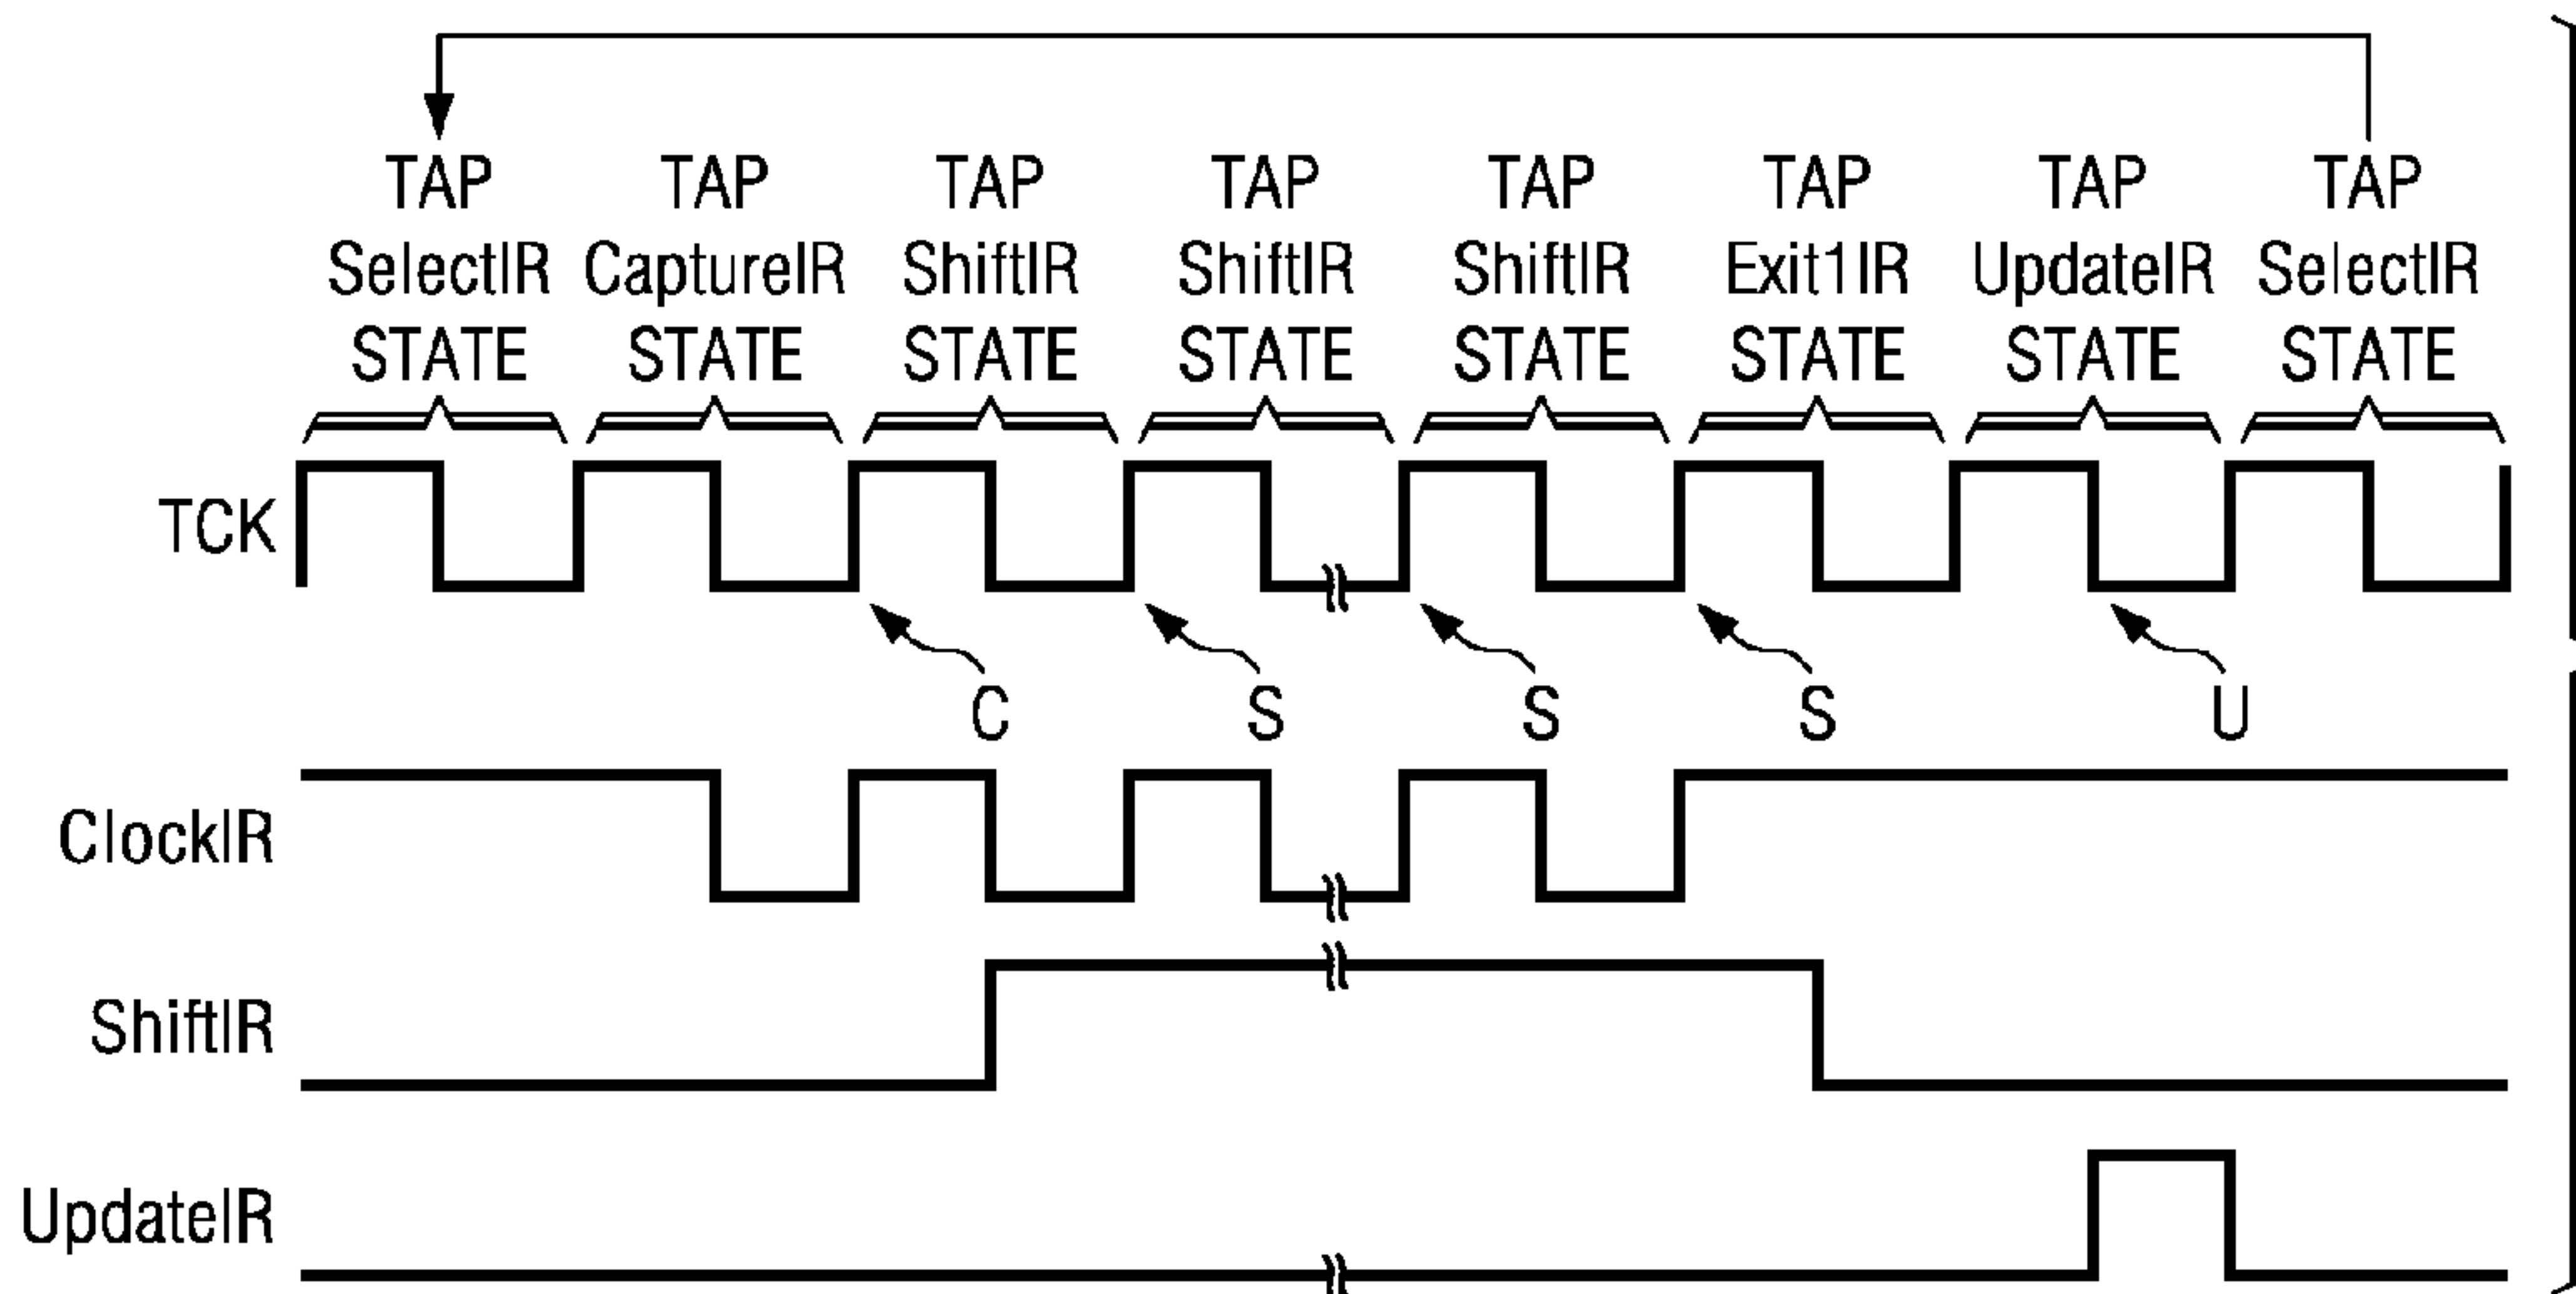 TAP TAP TAP TAP TAP TAP TAP TAP
SelectIR CaptureIR ShiftIR ShiftIR ShiftIR Exit1IR UpdateIR SelectIR
STATE STATE STATE STATE STATE STATE STATE STATE
TCK
C S S S U
ClockIR
ShiftIR
UpdateIR